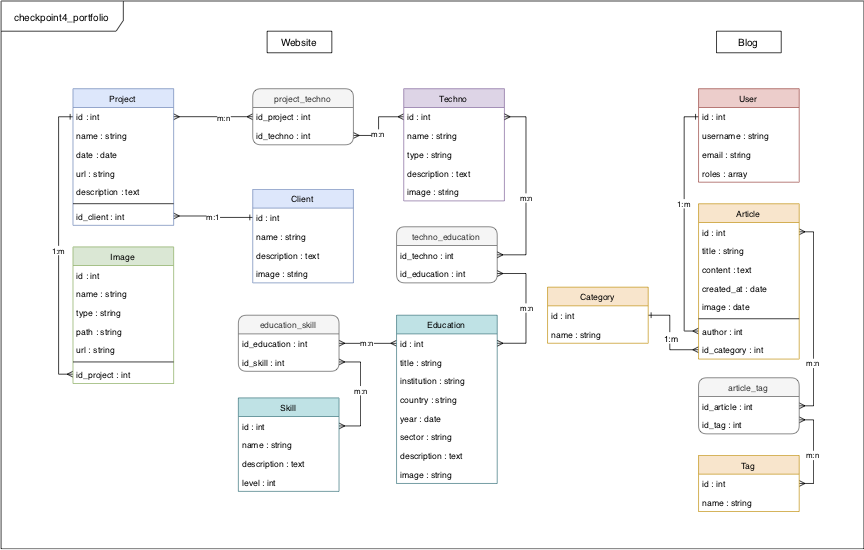 checkpoint4_portfolio
Website
Blog
Project
id : int
name : string
date : date
url : string
description : text
id_client : int
m:n
project_techno
id_project : int
id_techno : int
m:n
Techno
id : int
name : string
type : string
description : text
image : string
m:n
m:1
Client
id : int
name : string
description : text
image : string
1:m
Image
id : int
name : string
type : string
path : string
url : string
id_project : int
techno_education
id_techno : int
id_education : int
m:n
education_skill
id_education : int
id_skill : int
m:n
m:n
Skill
id : int
name : string
description : text
level : int
Education
id : int
title : string
institution : string
country : string
year : date
sector : string
description : text
image : string
User
id : int
username : string
email : string
roles : array
1:m
Article
id : int
title : string
content : text
created_at : date
image : date
author : int
id_category : int
Category
id : int
name : string
1:m
m:n
article_tag
id_article : int
id_tag : int
m:n
Tag
id : int
name : string